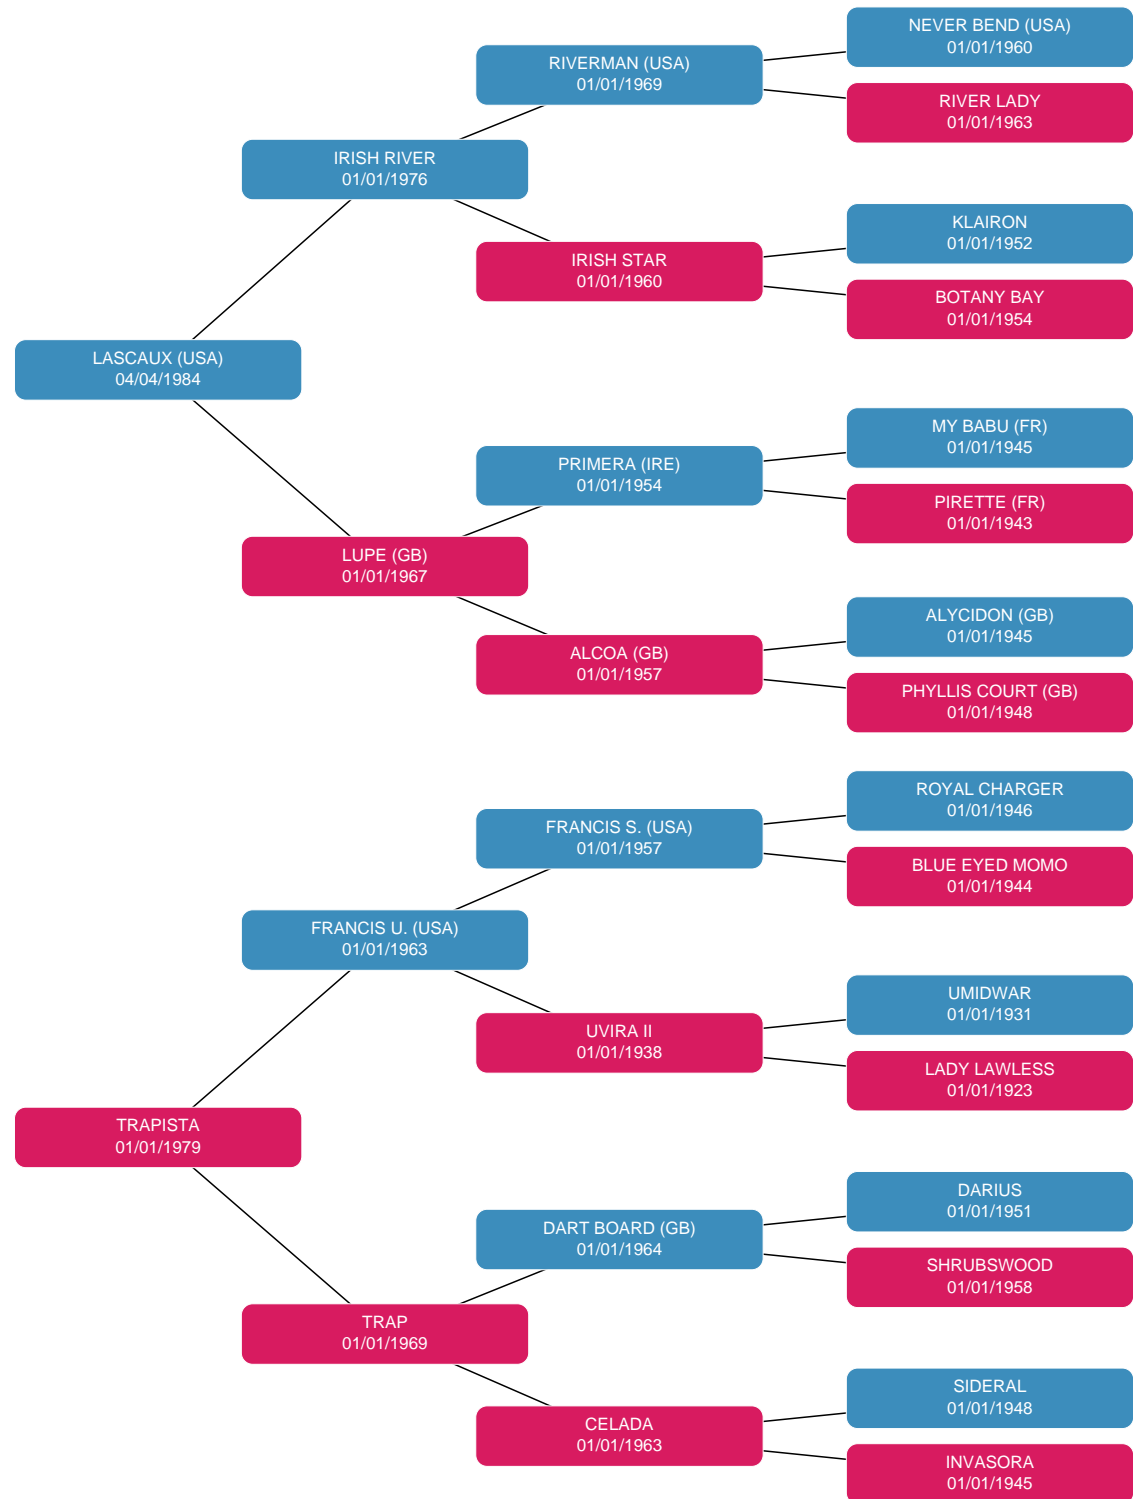 NEVER BEND (USA)
01/01/1960
RIVERMAN (USA)
01/01/1969
RIVER LADY
01/01/1963
IRISH RIVER
01/01/1976
KLAIRON
01/01/1952
IRISH STAR
01/01/1960
BOTANY BAY
01/01/1954
LASCAUX (USA)
04/04/1984
MY BABU (FR)
01/01/1945
PRIMERA (IRE)
01/01/1954
PIRETTE (FR)
01/01/1943
LUPE (GB)
01/01/1967
ALYCIDON (GB)
01/01/1945
ALCOA (GB)
01/01/1957
PHYLLIS COURT (GB)
01/01/1948
ROYAL CHARGER
01/01/1946
FRANCIS S. (USA)
01/01/1957
BLUE EYED MOMO
01/01/1944
FRANCIS U. (USA)
01/01/1963
UMIDWAR
01/01/1931
UVIRA II
01/01/1938
LADY LAWLESS
01/01/1923
TRAPISTA
01/01/1979
DARIUS
01/01/1951
DART BOARD (GB)
01/01/1964
SHRUBSWOOD
01/01/1958
TRAP
01/01/1969
SIDERAL
01/01/1948
CELADA
01/01/1963
INVASORA
01/01/1945